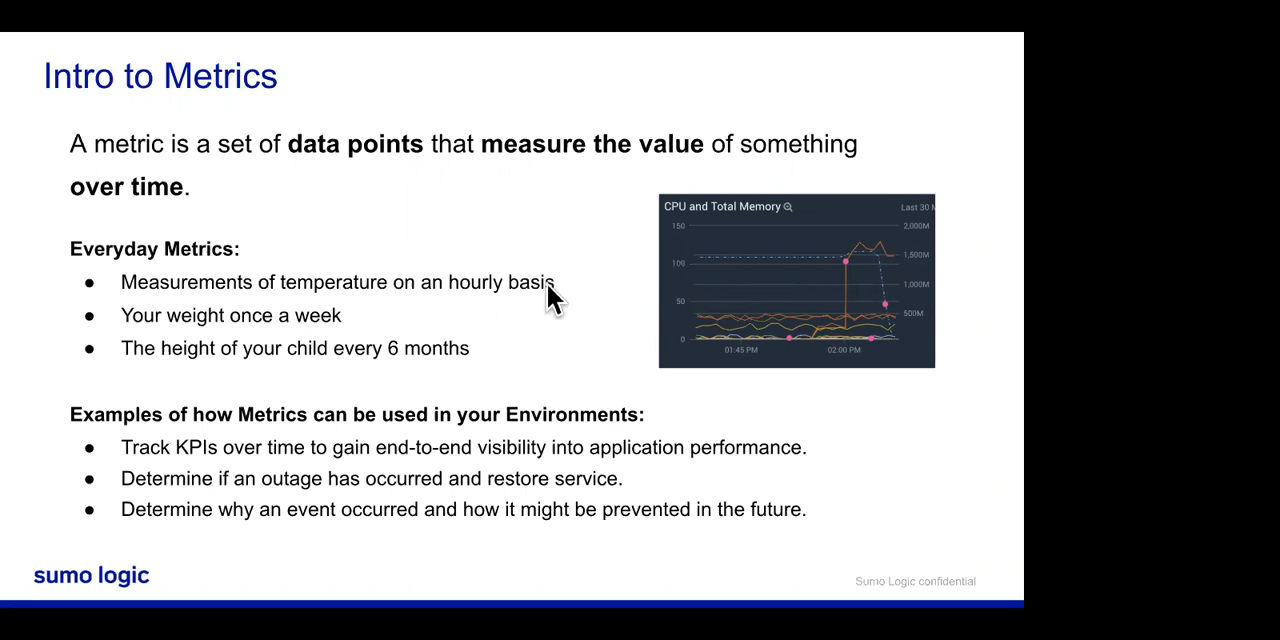 Intro to Metrics
A metric is a set of data points that measure the value of something
over time.
Everyday Metrics:
● Measurements of temperature on an hourly basis
● Your weight once a week
● The height of your child every 6 months
CPU and Total Memory
Last 30 M
150
100
50
0
2,000M
1,500M
1,000M
500M
01:45 PM
02:00 PM
Examples of how Metrics can be used in your Environments:
● Track KPIs over time to gain end-to-end visibility into application performance.
● Determine if an outage has occurred and restore service.
● Determine why an event occurred and how it might be prevented in the future.
sumo logic
Sumo Logic confidential